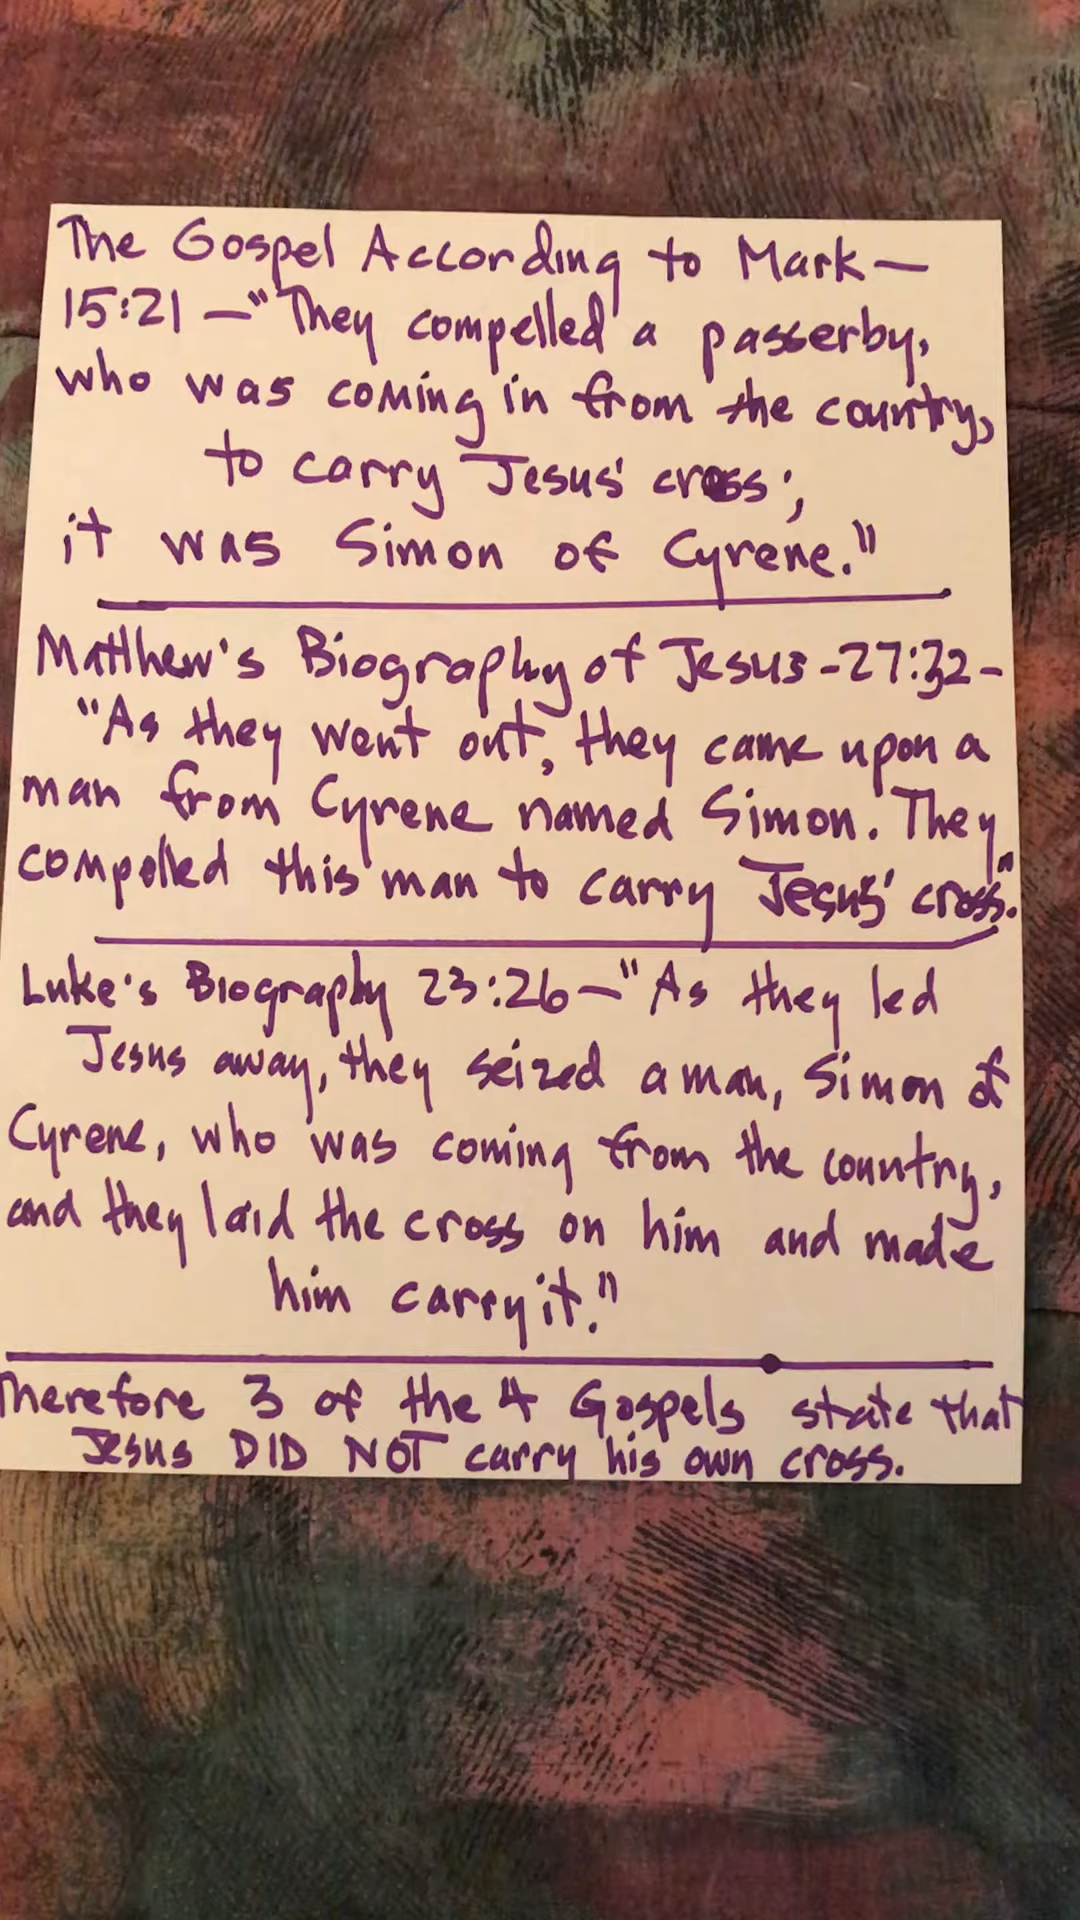 The Gospel According to Mark—
15:21 — "They compelled a passerby,
who was coming in from the country,
to carry Jesus' cross;
it was Simon of Cyrene."
Matthew's Biography of Jesus - 27:32 -
"As they went out, they came upon a
man from Cyrene named Simon. They
compelled this man to carry Jesus' cross."
Luke's Biography 23:26 — "As they led
Jesus away, they seized a man, Simon of
Cyrene, who was coming from the country,
and they laid the cross on him and made
him carry it."
Therefore 3 of the 4 Gospels state that
Jesus DID NOT carry his own cross.